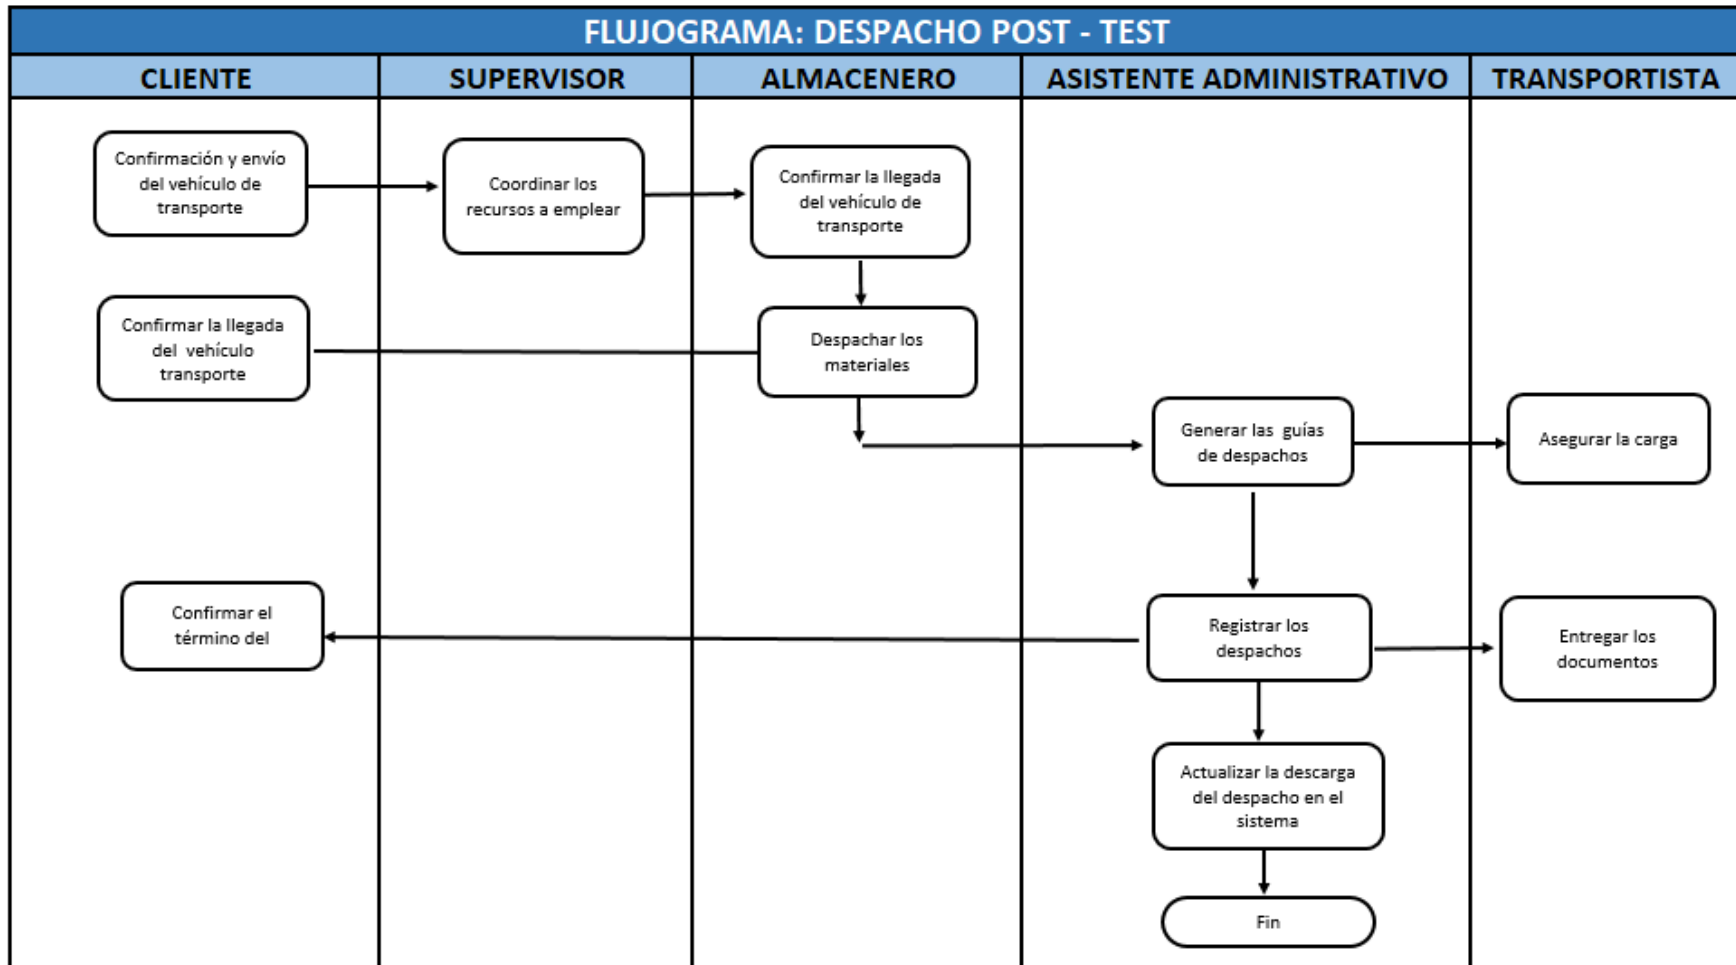 FLUJOGRAMA: DESPACHO POST - TEST
CLIENTE
SUPERVISOR
ALMACENERO
ASISTENTE ADMINISTRATIVO
TRANSPORTISTA
Confirmación y envío
del vehículo de
transporte
Coordinar los
recursos a emplear
Confirmar la llegada
del vehículo de
transporte
Confirmar la llegada
del vehículo
transporte
Despachar los
materiales
Generar las guías
de despachos
Asegurar la carga
Confirmar el
término del
Registrar los
despachos
Entregar los
documentos
Actualizar la descarga
del despacho en el
sistema
Fin